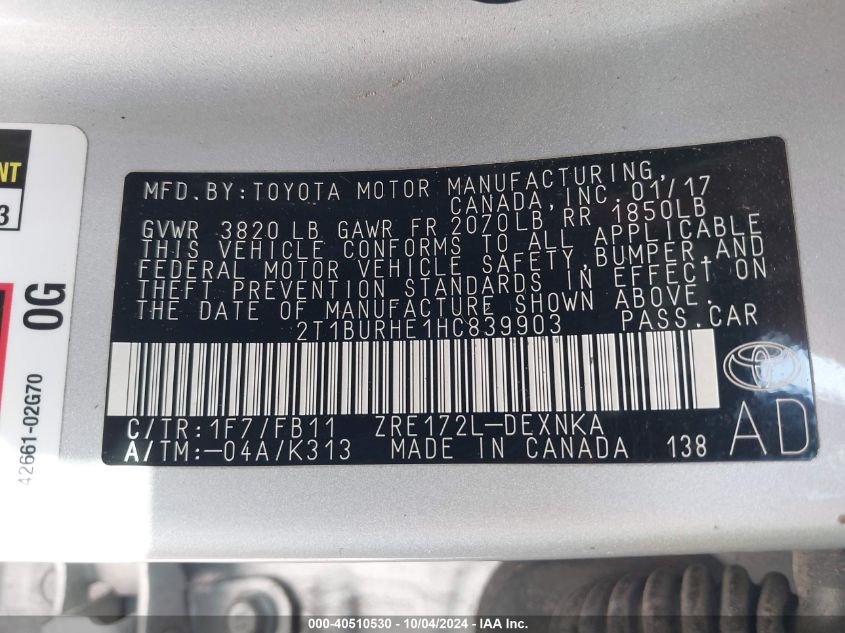 NT
3
0G
42661-02G70
MFD.BY:TOYOTA MOTOR MANUFACTURING,
CANADA,INC.01/17
GVWR 3820LB GAWR FR 2070LB RR 1850LB
THIS VEHICLE CONFORMS TO ALL APPLICABLE
FEDERAL MOTOR VEHICLE SAFETY,BUMPER,AND
THEFT PREVENTION STANDARDS IN EFFECT ON
THE DATE OF MANUFACTURE SHOWN ABOVE.
2T1BURHE1HC839903 PASS.CAR
C/TR:1F7/FB11 ZRE172L-DEXNKA
A/TM:-04A/K313 MADE IN CANADA 138
AD
000-40510530 - 10/04/2024 - IAA Inc.